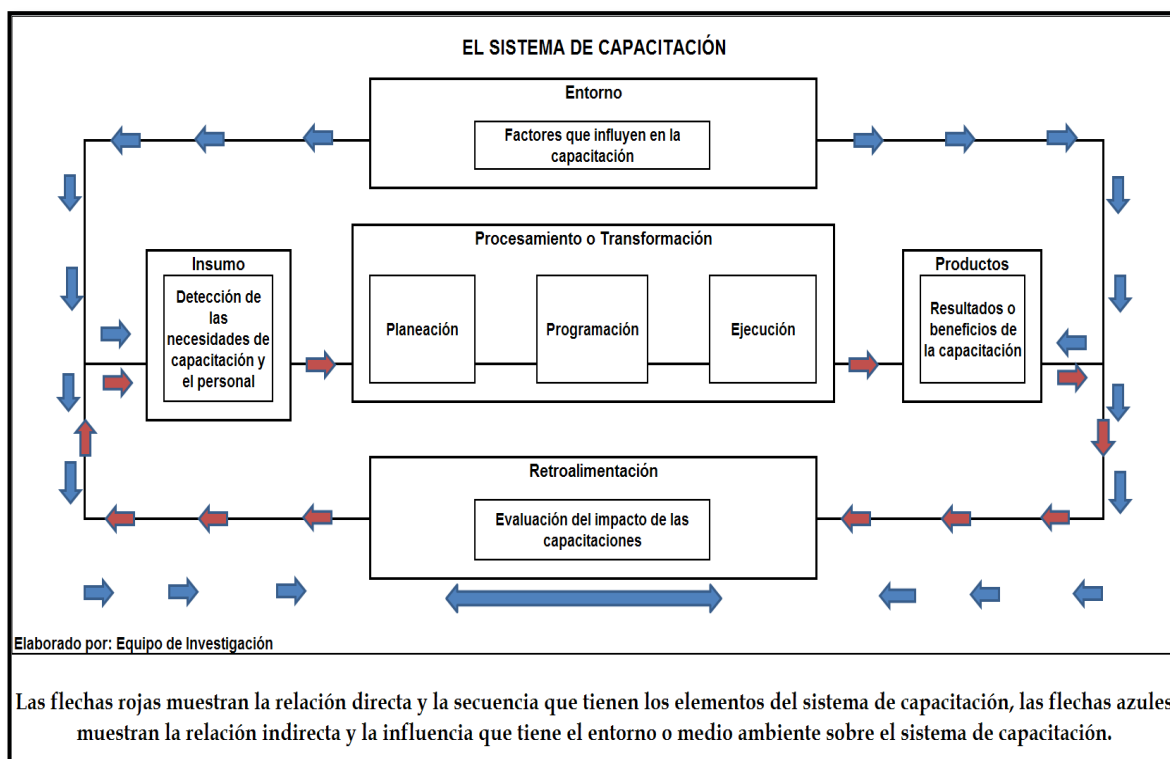 EL SISTEMA DE CAPACITACIÓN
Entorno
Factores que influyen en la
capacitación
Procesamiento o Transformación
Insumo
Detección de
las
necesidades de
capacitación y
el personal
Planeación
Programación
Ejecución
Productos
Resultados o
beneficios de
la capacitación
Retroalimentación
Evaluación del impacto de las
capacitaciones
Elaborado por: Equipo de Investigación
Las flechas rojas muestran la relación directa y la secuencia que tienen los elementos del sistema de capacitación, las flechas azules
muestran la relación indirecta y la influencia que tiene el entorno o medio ambiente sobre el sistema de capacitación.